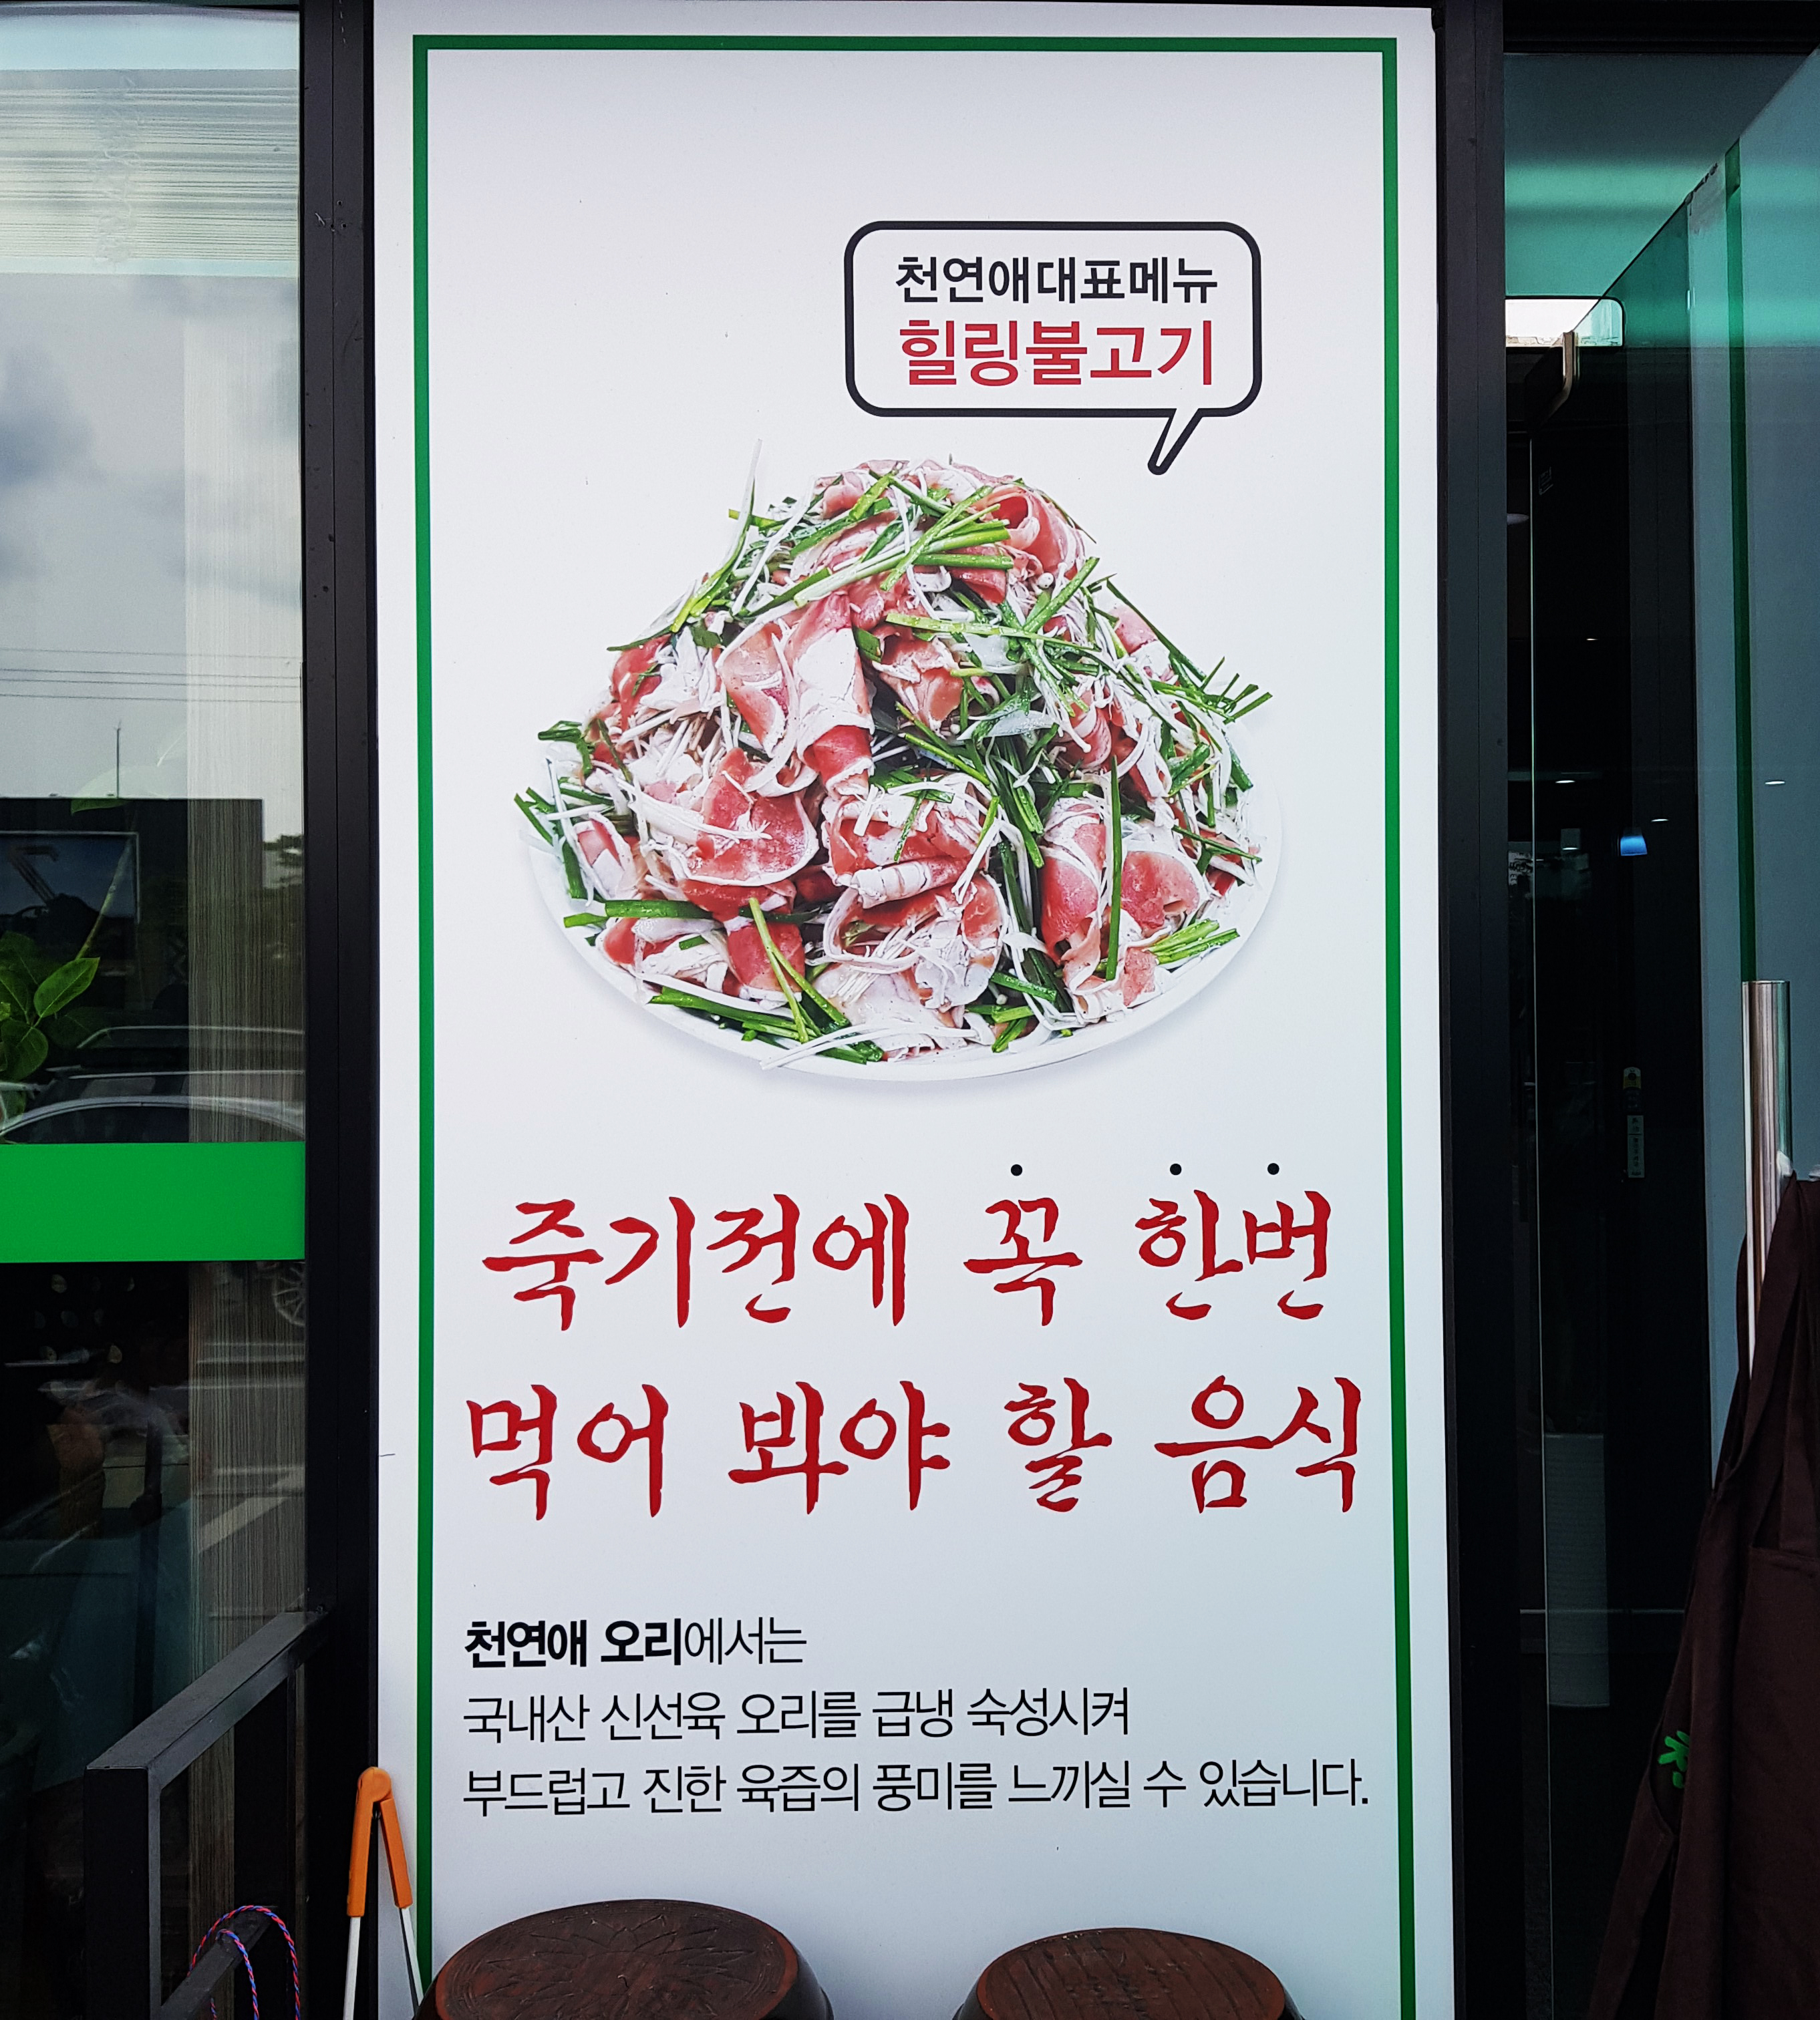 천연애대표메뉴
힐링불고기
죽기전에 꼭 한번
먹어 봐야 할 음식
천연애 오리에서는
국내산 신선육 오리를 급냉 숙성시켜
부드럽고 진한 육즙의 풍미를 느끼실 수 있습니다.